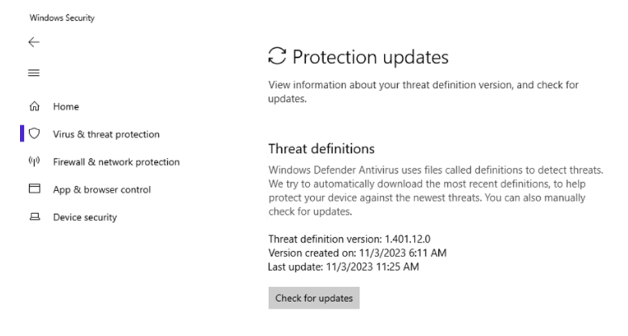 Windows Security
Home
Virus & threat protection
Firewall & network protection
App & browser control
Device security
Protection updates
View information about your threat definition version, and check for
updates.
Threat definitions
Windows Defender Antivirus uses files called definitions to detect threats.
We try to automatically download the most recent definitions, to help
protect your device against the newest threats. You can also manually
check for updates.
Threat definition version: 1.401.12.0
Version created on: 11/3/2023 6:11 AM
Last update: 11/3/2023 11:25 AM
Check for updates